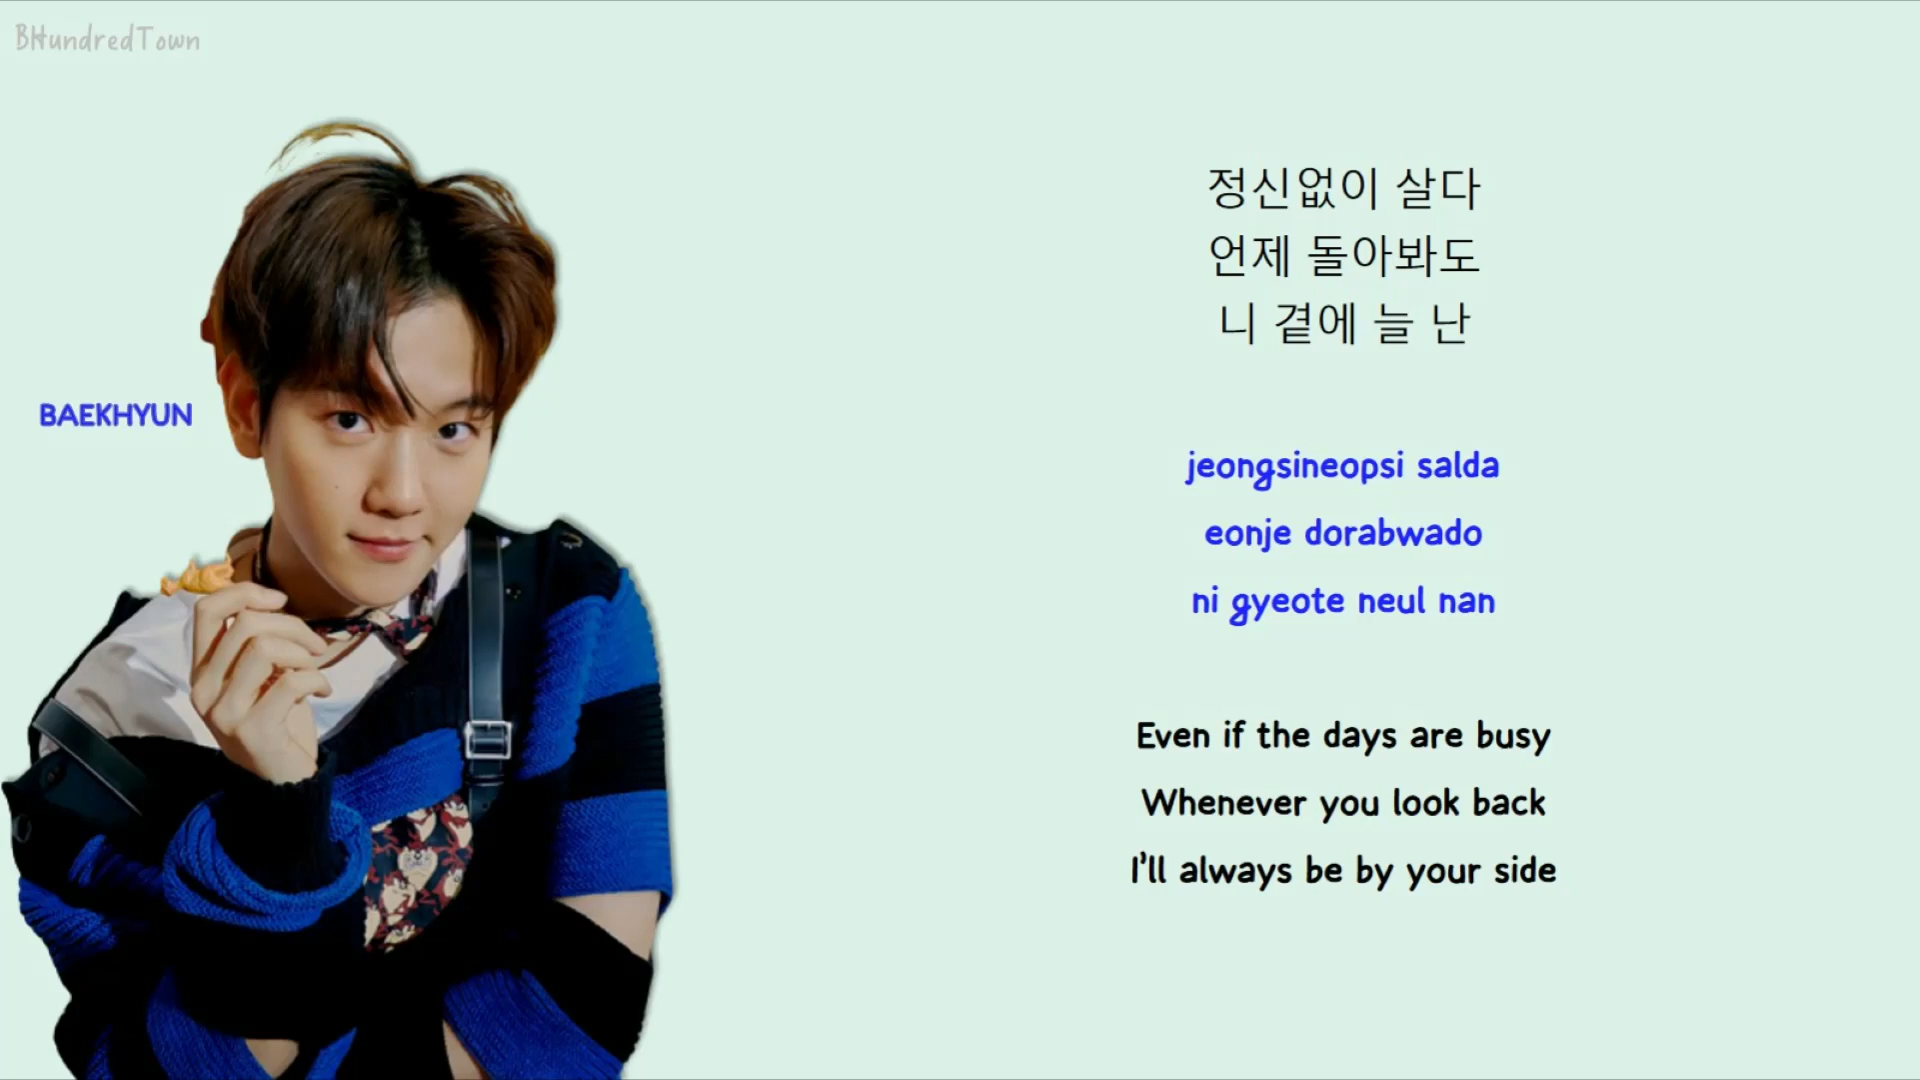 BHundredTown
BAEKHYUN
정신없이 살다
언제 돌아봐도
니 곁에 늘 난
jeongsineopsi salda
eonje dorabwado
ni gyeote neul nan
Even if the days are busy
Whenever you look back
I'll always be by your side